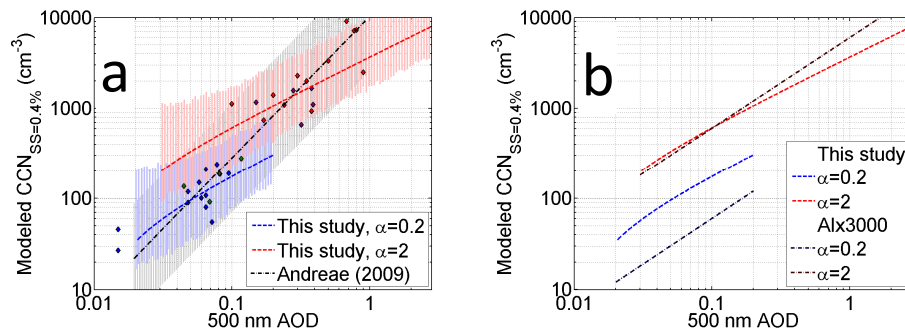 a
Modeled CCN_SS=0.4% (cm^-3)
10000
1000
100
10
0.01
0.1
1
500 nm AOD
This study, α=0.2
This study, α=2
Andreae (2009)
b
Modeled CCN_SS=0.4% (cm^-3)
10000
1000
100
10
0.01
0.1
1
500 nm AOD
This study
α=0.2
α=2
AIx3000
α=0.2
α=2